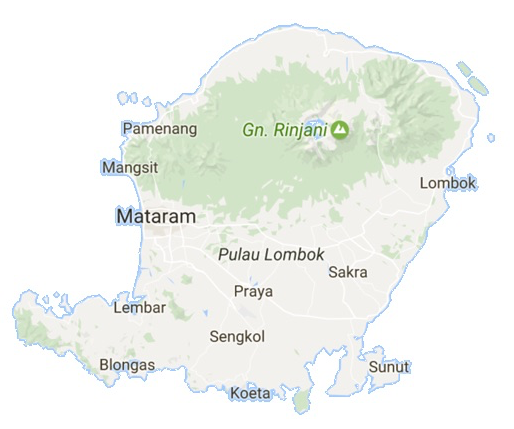 Pamenang
Gn. Rinjani
Mangsit
Lombok
Mataram
Pulau Lombok
Sakra
Praya
Lembar
Sengkol
Blongas
Sunut
Koeta